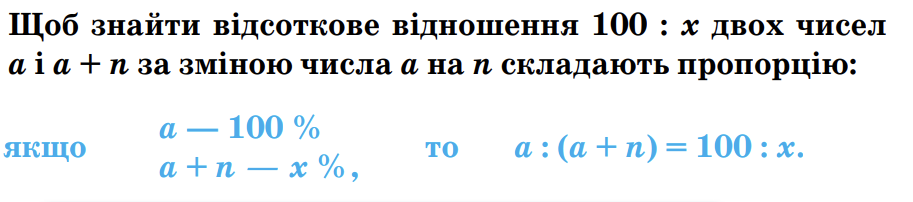 Щоб знайти відсоткове відношення 100 : x двох чисел
a і a + n за зміною числа a на n складають пропорцію:
a — 100 %
якщо то a : (a + n) = 100 : x.
a + n — x %,